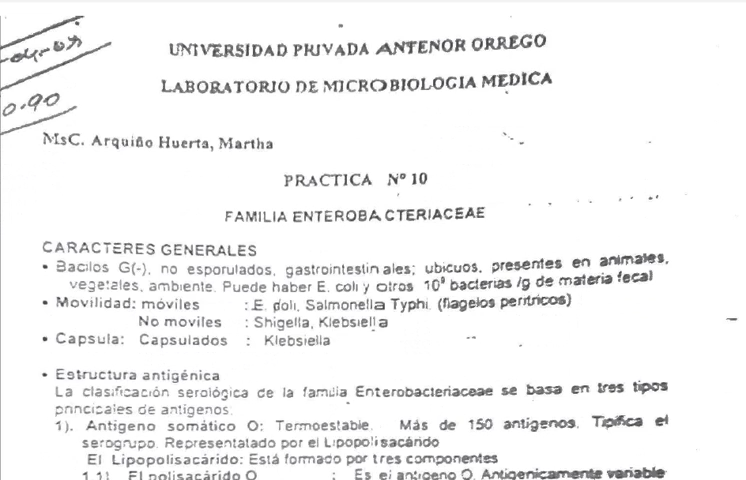 0.90
UNIVERSIDAD PRIVADA ANTENOR ORREGO
LABORATORIO DE MICROBIOLOGIA MEDICA
MsC. Arquiño Huerta, Martha
PRACTICA Nº 10
FAMILIA ENTEROBACTERIACEAE
CARACTERES GENERALES
• Bacilos G(-), no esporulados, gastrointestinales; ubicuos, presentes en animales,
vegetales, ambiente. Puede haber E. coli y otros 10⁹ bacterias /g de materia fecal
• Movilidad: móviles : E. coli, Salmonella Typhi. (flagelos peritricos)
No moviles : Shigella, Klebsiella
• Capsula: Capsulados : Klebsiella
• Estructura antigénica
La clasificación serológica de la familia Enterobacteriaceae se basa en tres tipos
principales de antigenos:
1). Antigeno somático O: Termoestable. Más de 150 antigenos. Tipifica el
serogrupo. Representatado por el Lipopolisacárido
El Lipopolisacárido: Está formado por tres componentes
1.1) El polisacárido O : Es el antigeno O. Antigenicamente variable